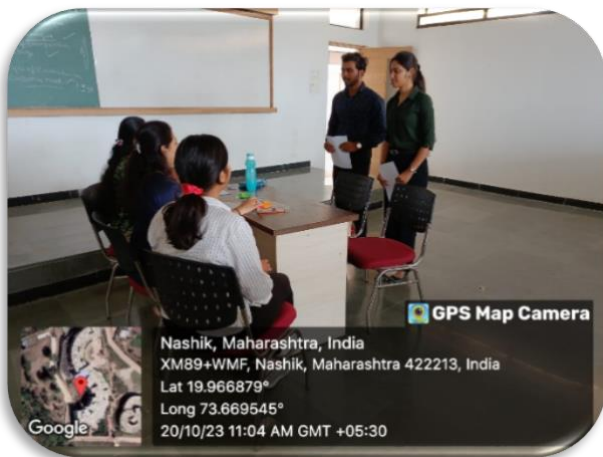 GPS Map Camera
Nashik, Maharashtra, India
XM89+WMF, Nashik, Maharashtra 422213, India
Lat 19.966879°
Long 73.669545°
20/10/23 11:04 AM GMT +05:30
Google